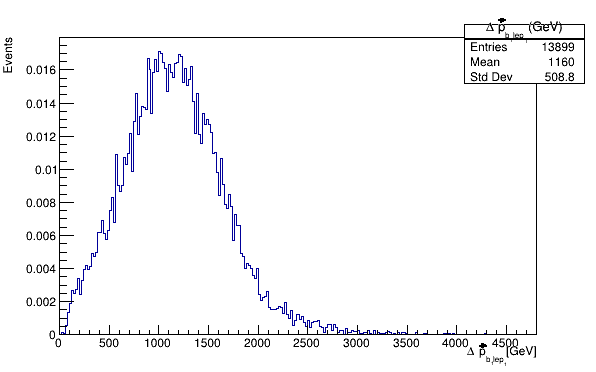 Δ p⃗ b,lep₁ (GeV)
Entries 13899
Mean 1160
Std Dev 508.8
Events
0.016
0.014
0.012
0.01
0.008
0.006
0.004
0.002
0
0 500 1000 1500 2000 2500 3000 3500 4000 4500
Δ p⃗ b,lep₁ [GeV]